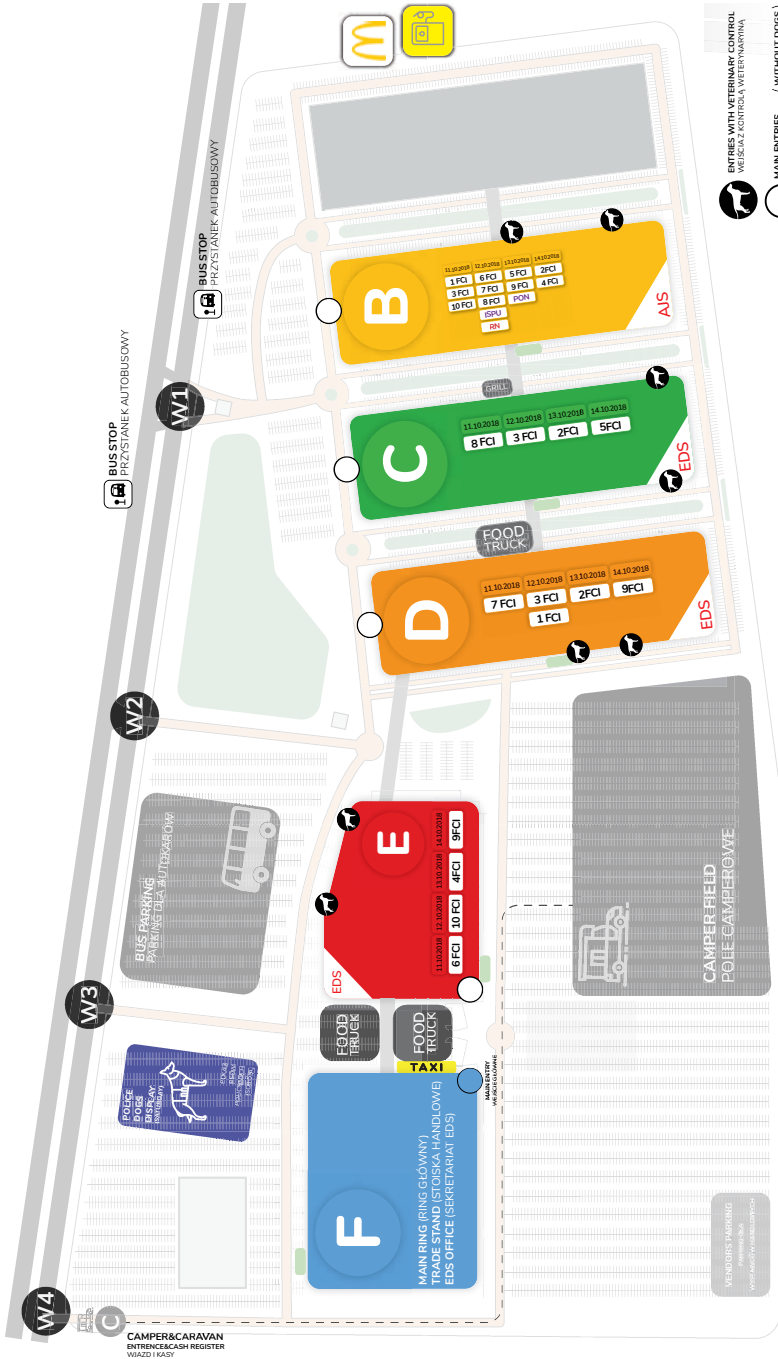 ENTRIES WITH VETERINARY CONTROL
WEJŚCIA Z KONTROLĄ WETERYNARYJNĄ
MAIN ENTRIES
( WITHOUT DOGS )
BUS STOP
PRZYSTANEK AUTOBUSOWY
BUS STOP
PRZYSTANEK AUTOBUSOWY
W1
W2
W3
W4
B
11.10.2018
1 FCI
3 FCI
10 FCI
12.10.2018
6 FCI
7 FCI
8 FCI
ISPU
RN
13.10.2018
5 FCI
9 FCI
PON
14.10.2018
2FCI
4 FCI
AJS
GRILL
C
11.10.2018
8 FCI
12.10.2018
3 FCI
13.10.2018
2FCI
14.10.2018
5FCI
EDS
FOOD
TRUCK
D
11.10.2018
7 FCI
12.10.2018
3 FCI
1 FCI
13.10.2018
2FCI
14.10.2018
9FCI
EDS
E
11.10.2018
6 FCI
12.10.2018
10 FCI
13.10.2018
4FCI
14.10.2018
9FCI
EDS
BUS PARKING
PARKING DLA AUTOKARÓW
CAMPER FIELD
POLE CAMPEROWE
FOOD
TRUCK
FOOD
TRUCK
TAXI
MAIN ENTRY
WEJŚCIE GŁÓWNE
POLICE
DOGS
DISPLAY
F
MAIN RING (RING GŁÓWNY)
TRADE STAND (STOISKA HANDLOWE)
EDS OFFICE (SEKRETARIAT EDS)
VENDORS PARKING
C
CAMPER&CARAVAN
ENTRENCE&CASH REGISTER
WJAZD I KASY